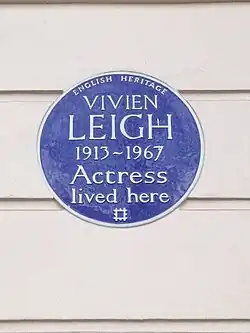 ENGLISH HERITAGE
VIVIEN
LEIGH
1913~1967
Actress
lived here